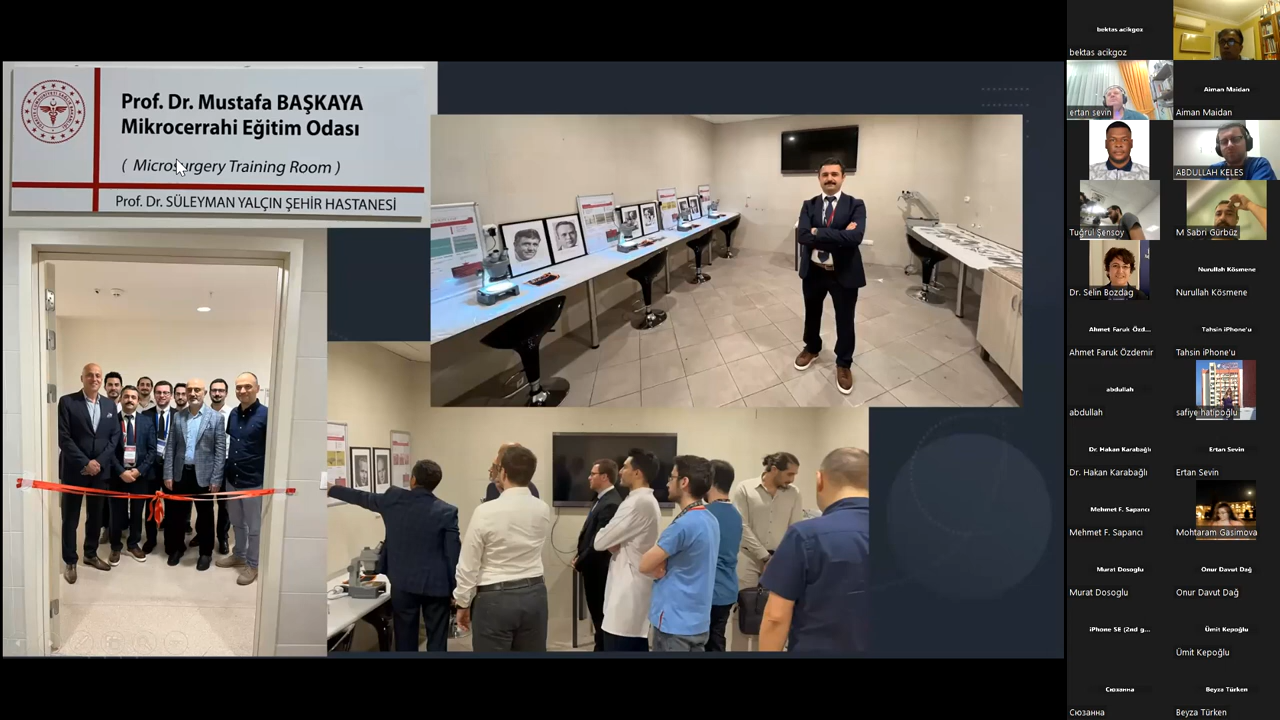 Prof. Dr. Mustafa BAŞKAYA
Mikrocerrahi Eğitim Odası
( Microsurgery Training Room )
Prof. Dr. SÜLEYMAN YALÇIN ŞEHİR HASTANESİ
bektas acikgoz
bektas acikgoz
ertan sevin
Aiman Maidan
Aiman Maidan
ABDULLAH KELES
Tuğrul Şensoy
M Sabri Gürbüz
Dr. Selin Bozdag
Nurullah Kösmene
Nurullah Kösmene
Ahmet Faruk Özd...
Ahmet Faruk Özdemir
Tahsin iPhone'u
Tahsin iPhone'u
abdullah
abdullah
safiye hatipoğlu
Dr. Hakan Karabağlı
Dr. Hakan Karabağlı
Ertan Sevin
Ertan Sevin
Mehmet F. Sapancı
Mehmet F. Sapancı
Mohtaram Gasimova
Murat Dosoglu
Murat Dosoglu
Onur Davut Dağ
Onur Davut Dağ
iPhone SE (2nd g...
Ümit Kepoğlu
Ümit Kepoğlu
Сюзанна
Сюзанна
Beyza Türken
Beyza Türken